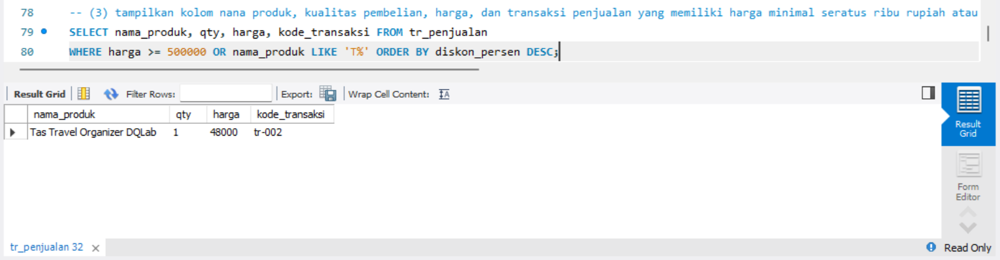 78 -- (3) tampilkan kolom nana produk, kualitas pembelian, harga, dan transaksi penjualan yang memiliki harga minimal seratus ribu rupiah atau
79 SELECT nama_produk, qty, harga, kode_transaksi FROM tr_penjualan
80 WHERE harga >= 500000 OR nama_produk LIKE 'T%' ORDER BY diskon_persen DESC;
Result Grid Filter Rows: Export: Wrap Cell Content:
nama_produk qty harga kode_transaksi
Tas Travel Organizer DQLab 1 48000 tr-002
Result
Grid
Form
Editor
tr_penjualan 32
Read Only